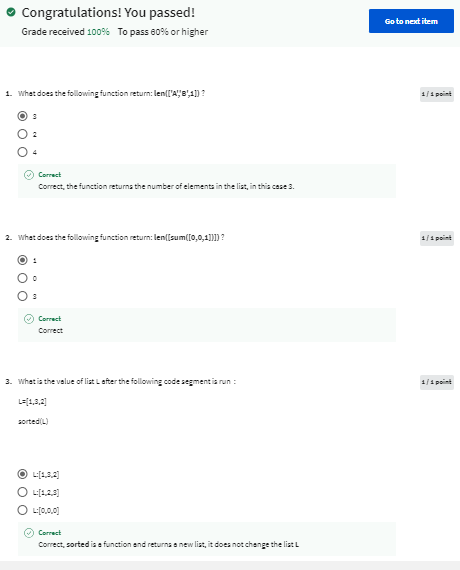 Congratulations! You passed!
Grade received 100% To pass 60% or higher
Go to next item
1. What does the following function return: len(['A','B',1]) ?
1 / 1 point
3
2
4
Correct
Correct, the function returns the number of elements in the list, in this case 3.
2. What does the following function return: len([sum([0,0,1])]) ?
1 / 1 point
1
0
3
Correct
Correct
3. What is the value of list L after the following code segment is run :
1 / 1 point
L=[1,3,2]
sorted(L)
L:[1,3,2]
L:[1,2,3]
L:[0,0,0]
Correct
Correct, sorted is a function and returns a new list, it does not change the list L